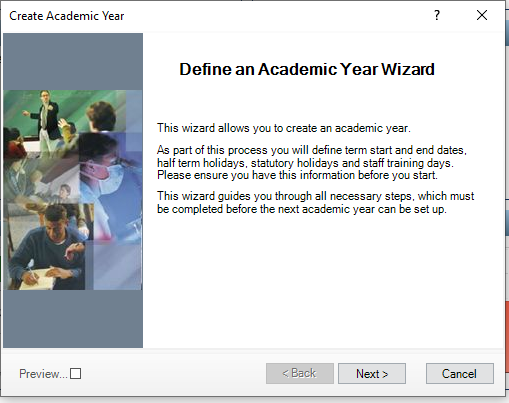 Create Academic Year
?
Define an Academic Year Wizard
This wizard allows you to create an academic year.
As part of this process you will define term start and end dates,
half term holidays, statutory holidays and staff training days.
Please ensure you have this information before you start.
This wizard guides you through all necessary steps, which must
be completed before the next academic year can be set up.
Preview...
< Back
Next >
Cancel